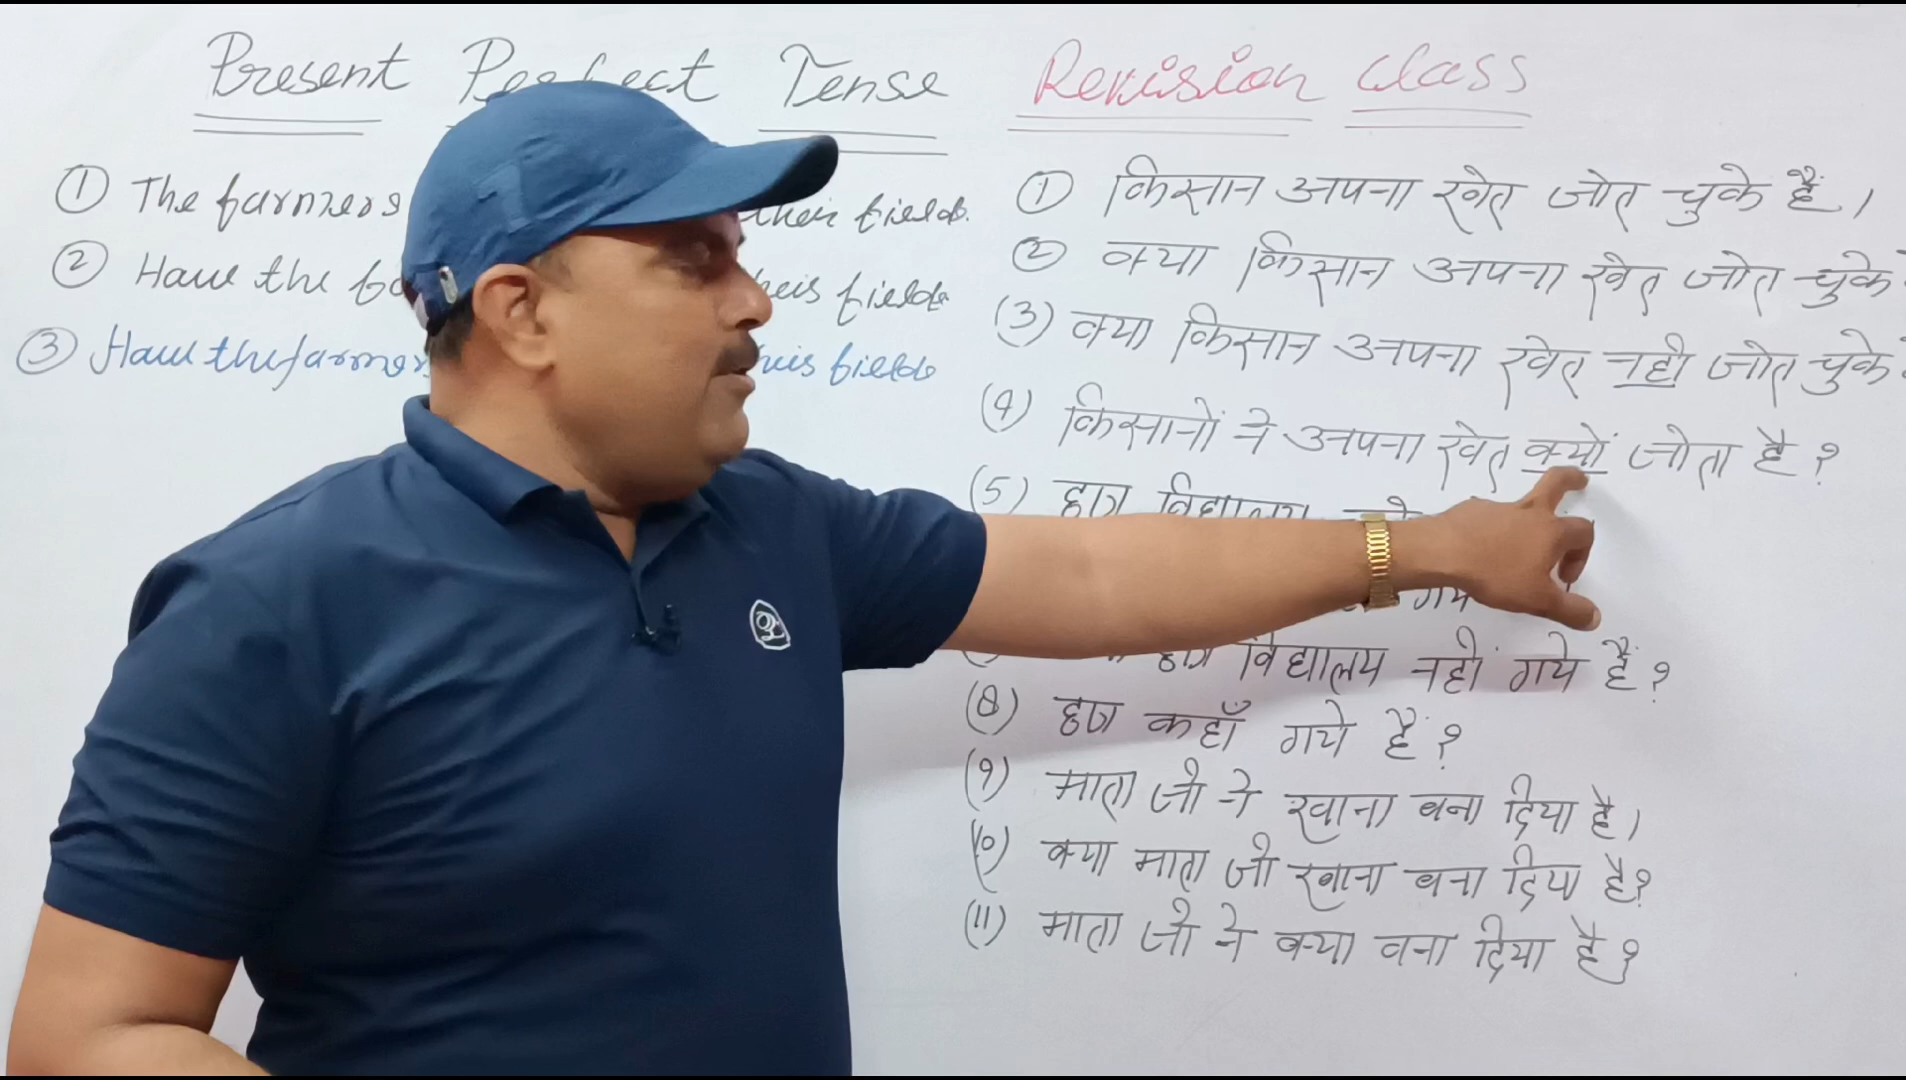 Present Perfect Tense Revision Class
① The farmers their fields.
② Have the their fields
③ Have the farmers fields
① किसान अपना खेत जोत चुके हैं।
② क्या किसान अपना खेत जोत चुके
(3) क्या किसान अपना खेत नही जोत चुके
(4) किसानों ने अपना खेत क्यों जोता है?
(5) छात्र विद्यालय
गये
छात्र विद्यालय नहीं गये हैं?
(8) छात्र कहाँ गये हैं?
(9) माता जी ने खाना बना दिया है।
(10) क्या माता जी खाना बना दिया है?
(11) माता जी ने क्या बना दिया है?